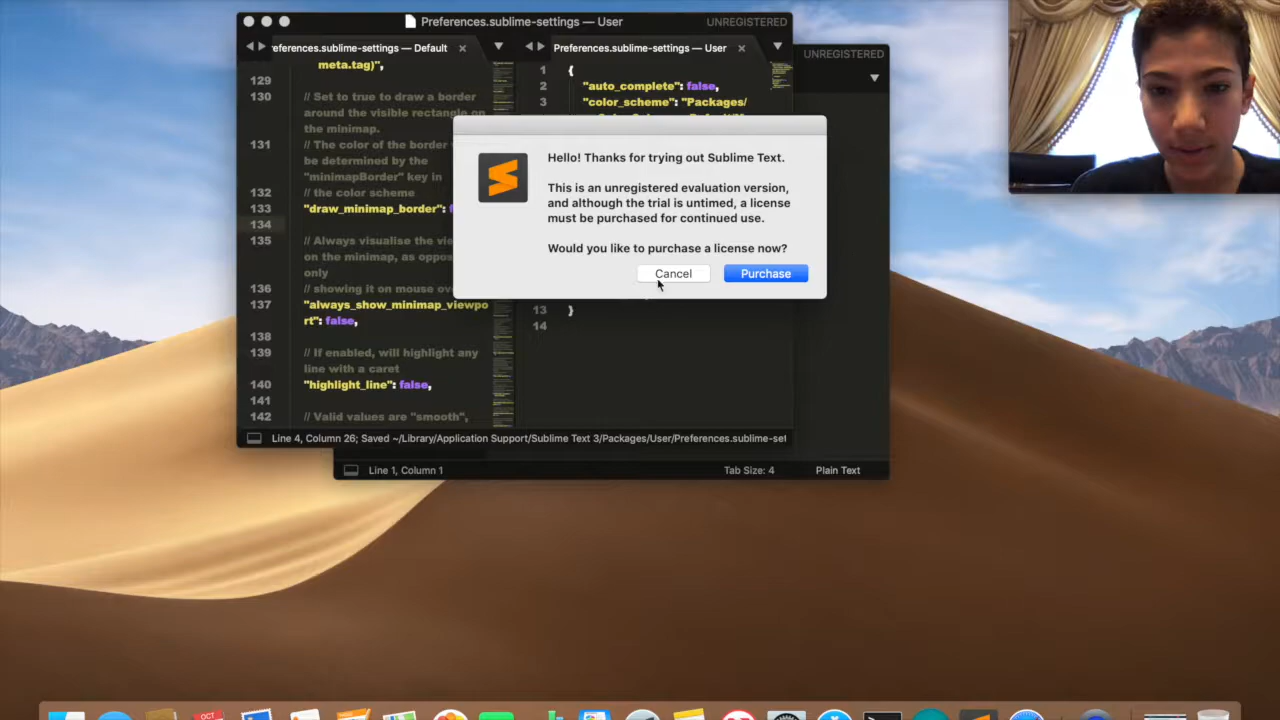 Preferences.sublime-settings — User
UNREGISTERED
eferences.sublime-settings — Default
meta.tag)",
129
130 // Set to true to draw a border
around the visible rectangle on
the minimap.
131 // The color of the border
be determined by the
"minimapBorder" key in
132 // the color scheme
133 "draw_minimap_border":
134
135 // Always visualise the
on the minimap, as
only
136 // showing it on mouse
137 "always_show_minimap_viewpo
rt": false,
138
139 // If enabled, will highlight any
line with a caret
140 "highlight_line": false,
141
142 // Valid values are "smooth",
Preferences.sublime-settings — User
1 {
2 "auto_complete": false,
3 "color_scheme": "Packages/
13 }
14
Line 4, Column 26; Saved ~/Library/Application Support/Sublime Text 3/Packages/User/Preferences.sublime-set
UNREGISTERED
Line 1, Column 1
Tab Size: 4
Plain Text
Hello! Thanks for trying out Sublime Text.
This is an unregistered evaluation version,
and although the trial is untimed, a license
must be purchased for continued use.
Would you like to purchase a license now?
Cancel
Purchase
OCT